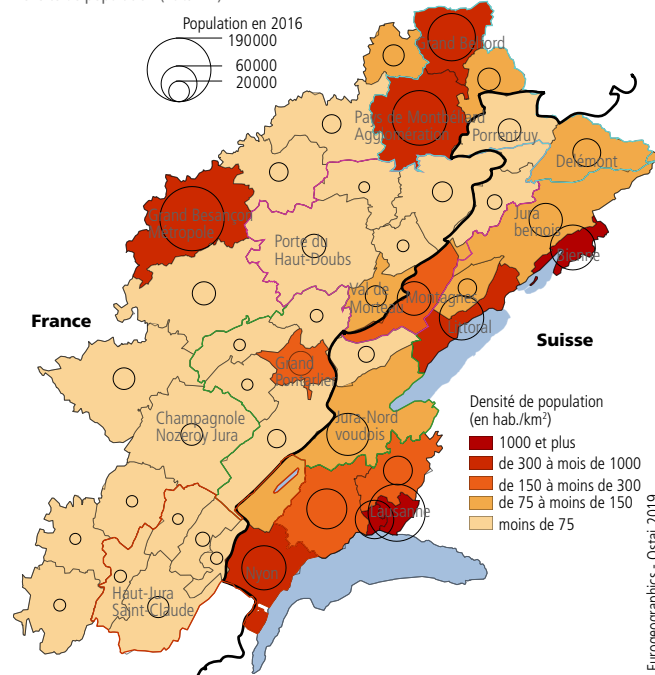 Population en 2016
190000
60000
20000
Grand Belfort
Pays de Montbéliard
Agglomération
Porrentruy
Delémont
Grand Besançon
Métropole
Jura
bernois
Bienne
Porte du
Haut-Doubs
Val de
Morteau
Montagnes
Littoral
France
Suisse
Grand
Pontarlier
Champagnole
Nozeroy Jura
Jura-Nord
vaudois
Densité de population
(en hab./km²)
1000 et plus
de 300 à mois de 1000
de 150 à moins de 300
de 75 à moins de 150
moins de 75
Lausanne
Nyon
Haut-Jura
Saint-Claude
Eurogeographics - Ostaj 2019